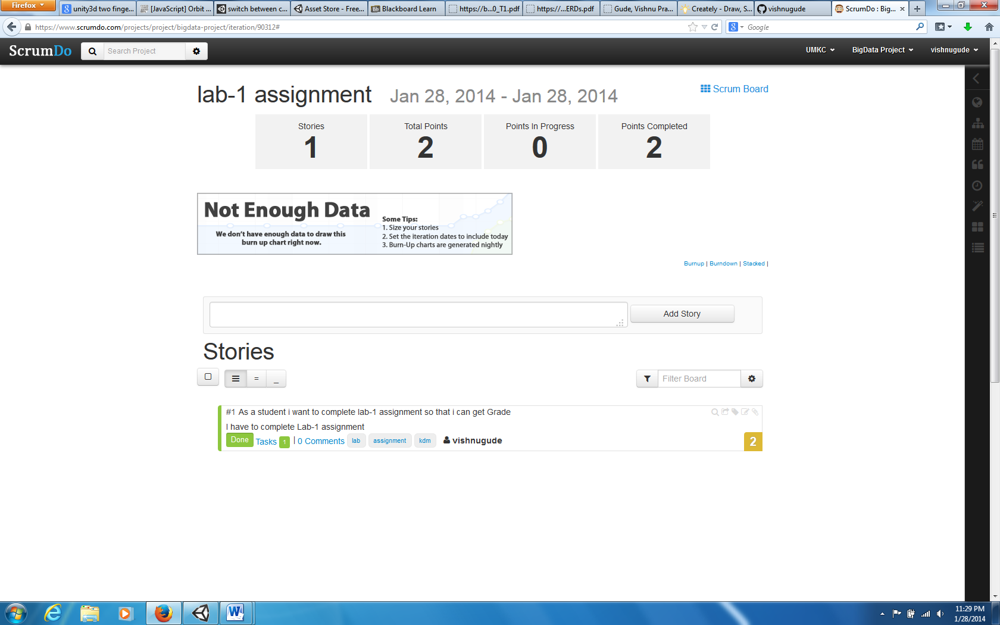 Firefox
unity3d two finge...
[JavaScript] Orbit ...
switch between c...
Asset Store - Free...
Bb Blackboard Learn
https://b...0_T1.pdf
https://...ERDs.pdf
Gude, Vishnu Pra...
Creately - Draw, S...
vishnugude
ScrumDo : Big...
https://www.scrumdo.com/projects/project/bigdata-project/iteration/90312#
Google
ScrumDo
Search Project
UMKC
BigData Project
vishnugude
lab-1 assignment Jan 28, 2014 - Jan 28, 2014
Scrum Board
Stories
1
Total Points
2
Points In Progress
0
Points Completed
2
Not Enough Data
We don't have enough data to draw this
burn up chart right now.
Some Tips:
1. Size your stories
2. Set the iteration dates to include today
3. Burn-Up charts are generated nightly
Burnup | Burndown | Stacked |
Add Story
Stories
= _
Filter Board
#1 As a student i want to complete lab-1 assignment so that i can get Grade
I have to complete Lab-1 assignment
Done Tasks 1 | 0 Comments lab assignment kdm vishnugude
2
11:29 PM
1/28/2014